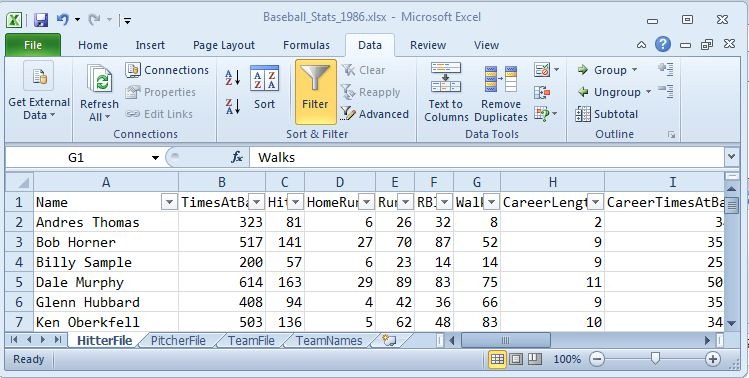 Baseball_Stats_1986.xlsx - Microsoft Excel
File Home Insert Page Layout Formulas Data Review View
Get External Data
Refresh All
Connections
Properties
Edit Links
Connections
Sort
Filter
Clear
Reapply
Advanced
Sort & Filter
Text to Columns
Remove Duplicates
Data Tools
Group
Ungroup
Subtotal
Outline
G1 fx Walks
A B C D E F G H I
1 Name TimesAtBa Hit HomeRun Run RBI Walk CareerLengt CareerTimesAtBa
2 Andres Thomas 323 81 6 26 32 8 2 3
3 Bob Horner 517 141 27 70 87 52 9 35
4 Billy Sample 200 57 6 23 14 14 9 25
5 Dale Murphy 614 163 29 89 83 75 11 50
6 Glenn Hubbard 408 94 4 42 36 66 9 35
7 Ken Oberkfell 503 136 5 62 48 83 10 34
HitterFile PitcherFile TeamFile TeamNames
Ready 100%